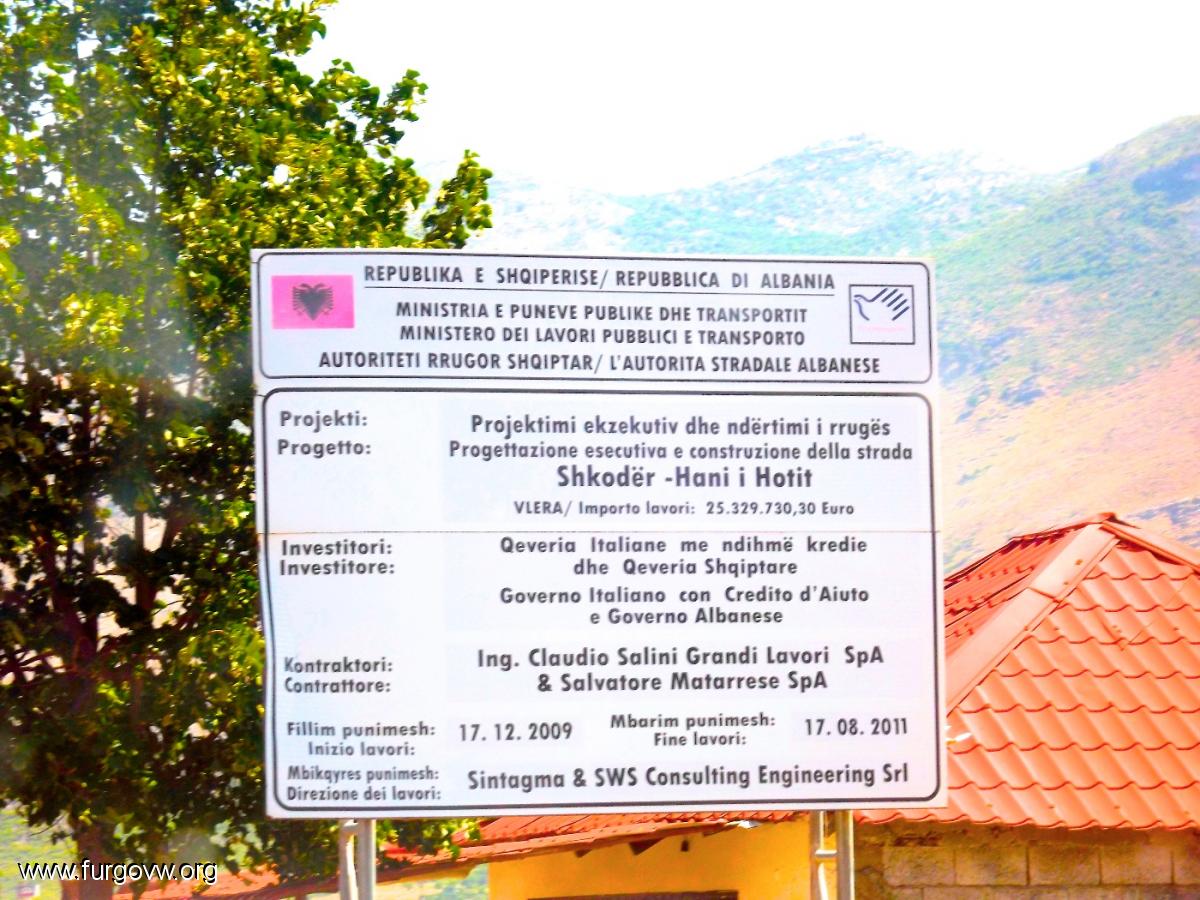 REPUBLIKA E SHQIPERISE/ REPUBBLICA DI ALBANIA
MINISTRIA E PUNEVE PUBLIKE DHE TRANSPORTIT
MINISTERO DEI LAVORI PUBBLICI E TRANSPORTO
AUTORITETI RRUGOR SHQIPTAR/ L'AUTORITA STRADALE ALBANESE
Projekti: Projektimi ekzekutiv dhe ndërtimi i rrugës
Progetto: Progettazione esecutiva e construzione della strada
Shkodër -Hani i Hotit
VLERA/ Importo lavori: 25.329.730,30 Euro
Investitori: Qeveria Italiane me ndihmë kredie
Investitore: dhe Qeveria Shqiptare
Governo Italiano con Credito d'Aiuto
e Governo Albanese
Kontraktori: Ing. Claudio Salini Grandi Lavori SpA
Contrattore: & Salvatore Matarrese SpA
Fillim punimesh: 17. 12. 2009 Mbarim punimesh: 17. 08. 2011
Inizio lavori: Fine lavori:
Mbikqyres punimesh: Sintagma & SWS Consulting Engineering Srl
Direzione dei lavori:
www.furgovw.org